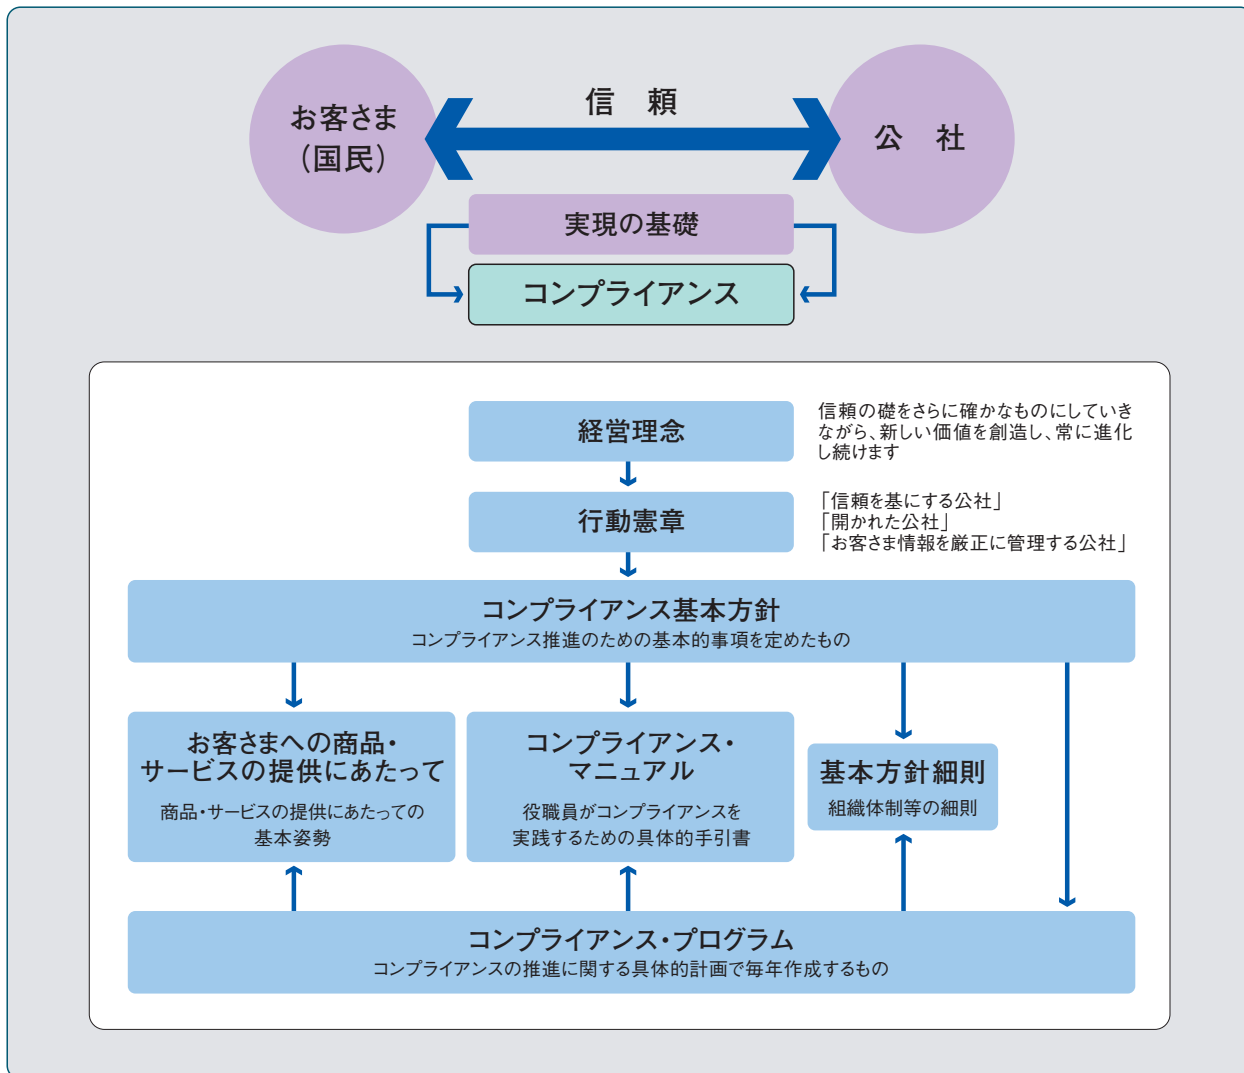 お客さま
(国民)
信 頼
公 社
実現の基礎
コンプライアンス
経営理念
信頼の礎をさらに確かなものにしていき
ながら、新しい価値を創造し、常に進化
し続けます
行動憲章
「信頼を基にする公社」
「開かれた公社」
「お客さま情報を厳正に管理する公社」
コンプライアンス基本方針
コンプライアンス推進のための基本的事項を定めたもの
お客さまへの商品・
サービスの提供にあたって
商品・サービスの提供にあたっての
基本姿勢
コンプライアンス・
マニュアル
役職員がコンプライアンスを
実践するための具体的手引書
基本方針細則
組織体制等の細則
コンプライアンス・プログラム
コンプライアンスの推進に関する具体的計画で毎年作成するもの